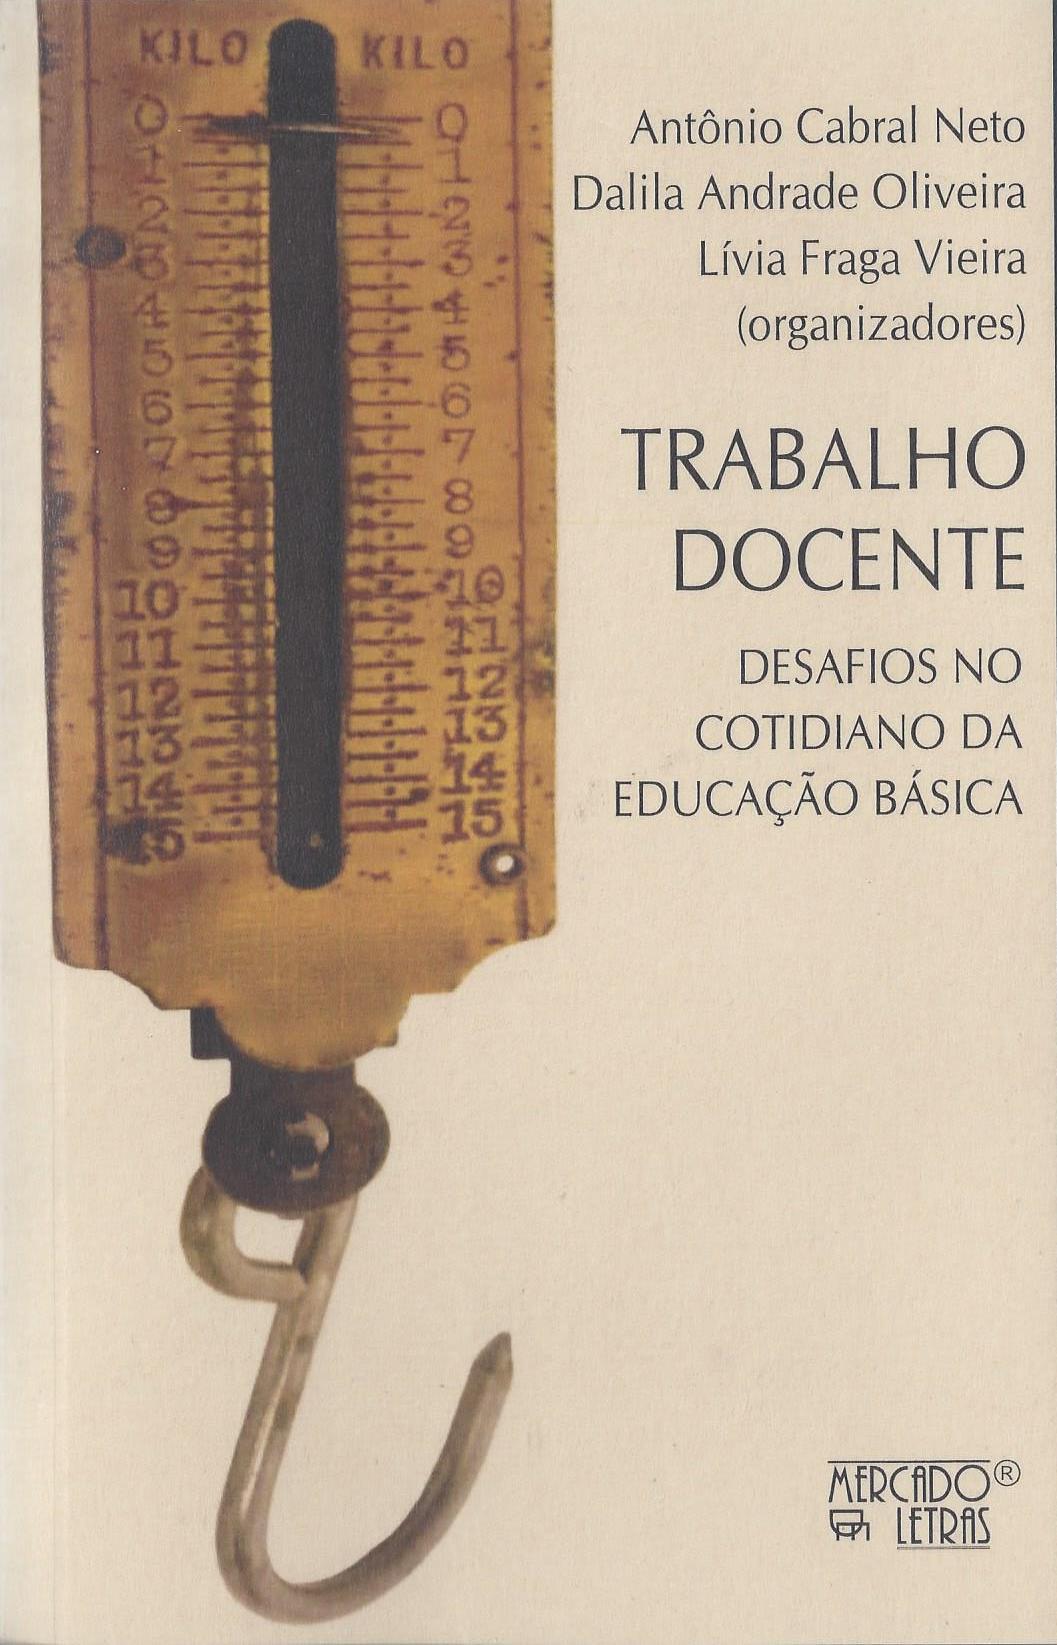 KILO KILO
0 0
1 1
2 2
3 3
4 4
5 5
6 6
7 7
8 8
9 9
10 10
11 11
12 12
13 13
14 14
5 15
Antônio Cabral Neto
Dalila Andrade Oliveira
Lívia Fraga Vieira
(organizadores)
TRABALHO
DOCENTE
DESAFIOS NO
COTIDIANO DA
EDUCAÇÃO BÁSICA
MERCADO®
LETRAS